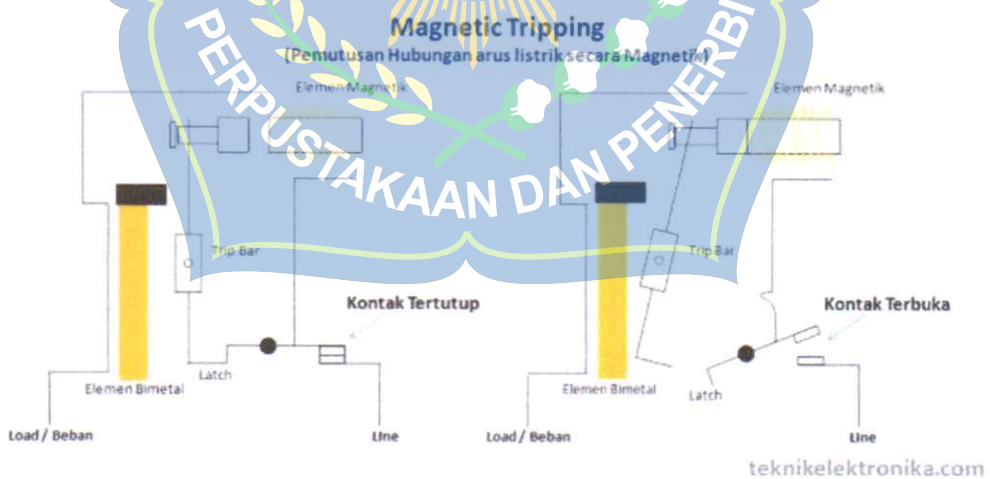 Magnetic Tripping
(Pemutusan Hubungan arus listrik secara Magnetik)
Elemen Magnetik
Elemen Magnetik
PERPUSTAKAAN DAN PENERBI
Trip Bar
Trip Bar
Kontak Tertutup
Kontak Terbuka
Latch
Latch
Elemen Bimetal
Elemen Bimetal
Load / Beban
Line
Load / Beban
Line
teknikelektronika.com